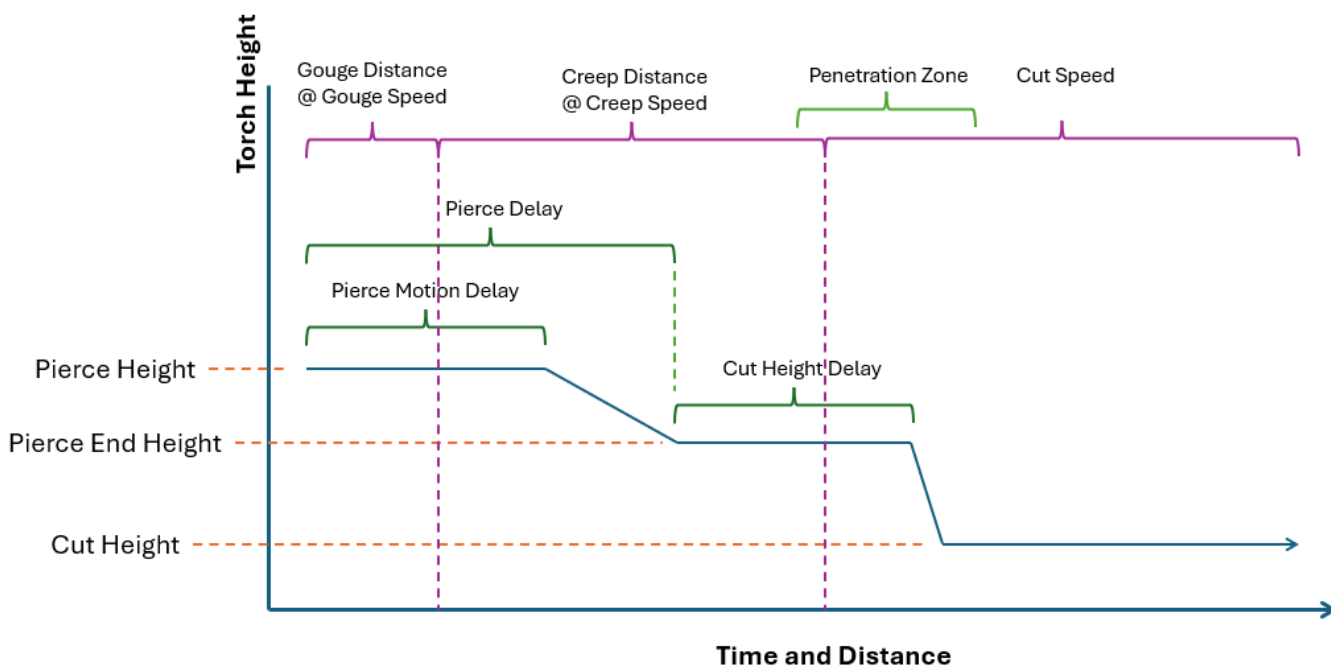 Torch Height
Gouge Distance
@ Gouge Speed
Creep Distance
@ Creep Speed
Penetration Zone
Cut Speed
Pierce Delay
Pierce Motion Delay
Pierce Height
Cut Height Delay
Pierce End Height
Cut Height
Time and Distance